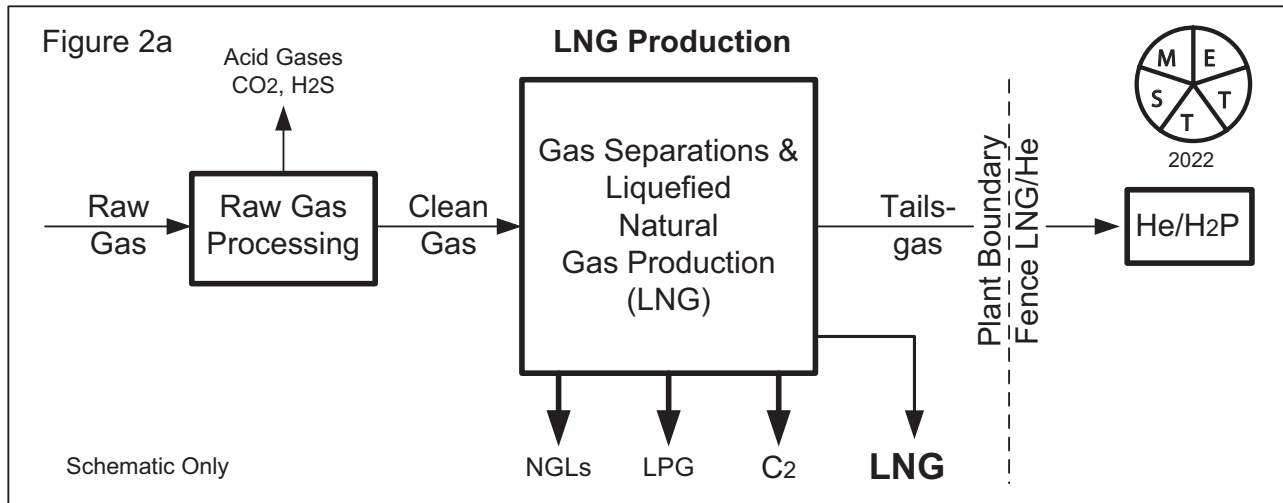 Figure 2a
LNG Production
Acid Gases
CO2, H2S
M E
S T
T
2022
Raw
Gas
Raw Gas
Processing
Clean
Gas
Gas Separations &
Liquefied
Natural
Gas Production
(LNG)
Tails-
gas
Plant Boundary
Fence LNG/He
He/H2P
NGLs
LPG
C2
LNG
Schematic Only